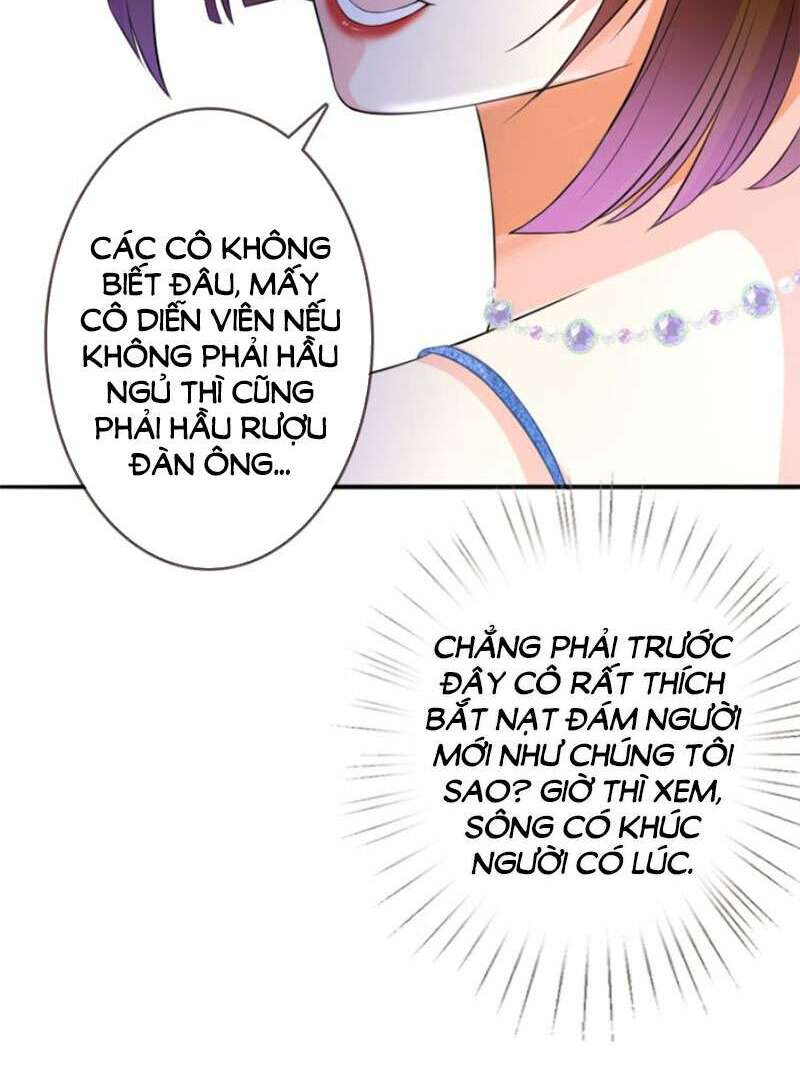 CÁC CÔ KHÔNG
BIẾT ĐÂU, MẤY
CÔ DIỄN VIÊN NẾU
KHÔNG PHẢI HẦU
NGỦ THÌ CŨNG
PHẢI HẦU RƯỢU
ĐÀN ÔNG...
CHẲNG PHẢI TRƯỚC
ĐÂY CÔ RẤT THÍCH
BẮT NẠT ĐÁM NGƯỜI
MỚI NHƯ CHÚNG TÔI
SAO? GIỜ THÌ XEM,
SÔNG CÓ KHÚC
NGƯỜI CÓ LÚC.